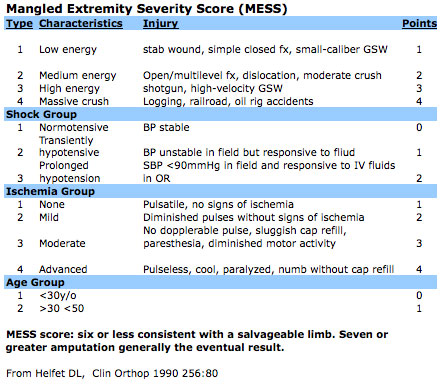 Mangled Extremity Severity Score (MESS)
Type Characteristics Injury Points
1 Low energy stab wound, simple closed fx, small-caliber GSW 1
2 Medium energy Open/multilevel fx, dislocation, moderate crush 2
3 High energy shotgun, high-velocity GSW 3
4 Massive crush Logging, railroad, oil rig accidents 4
Shock Group
1 Normotensive BP stable 0
Transiently
2 hypotensive BP unstable in field but responsive to fliud 1
Prolonged SBP <90mmHg in field and responsive to IV fluids
3 hypotension in OR 2
Ischemia Group
1 None Pulsatile, no signs of ischemia 1
2 Mild Diminished pulses without signs of ischemia 2
No dopplerable pulse, sluggish cap refill,
3 Moderate paresthesia, diminished motor activity 3
4 Advanced Pulseless, cool, paralyzed, numb without cap refill 4
Age Group
1 <30y/o 0
2 >30 <50 1
MESS score: six or less consistent with a salvageable limb. Seven or
greater amputation generally the eventual result.
From Helfet DL, Clin Orthop 1990 256:80